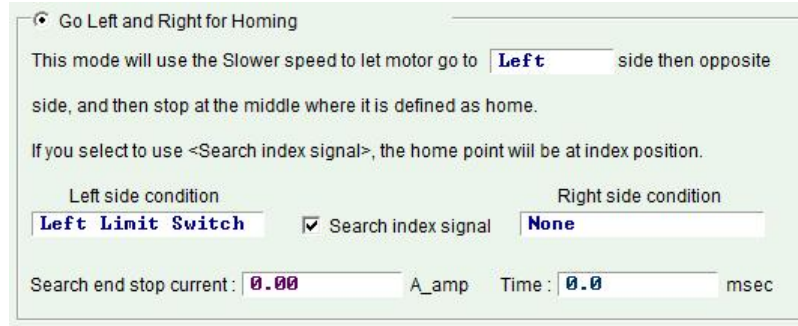 Go Left and Right for Homing
This mode will use the Slower speed to let motor go to Left side then opposite
side, and then stop at the middle where it is defined as home.
If you select to use <Search index signal>, the home point wiil be at index position.
Left side condition Right side condition
Left Limit Switch Search index signal None
Search end stop current : 0.00 A_amp Time : 0.0 msec